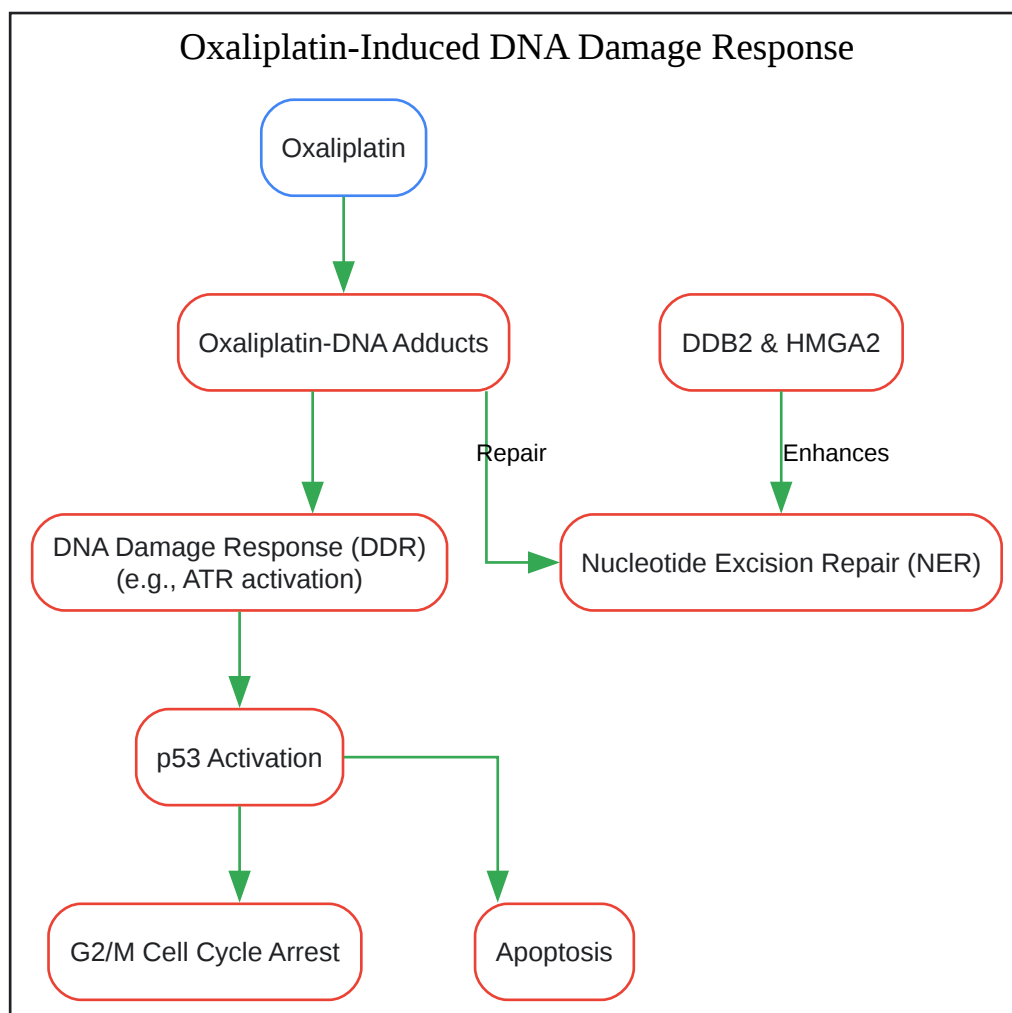 Oxaliplatin-Induced DNA Damage Response
Oxaliplatin
Oxaliplatin-DNA Adducts
DDB2 & HMGA2
Repair
Enhances
DNA Damage Response (DDR)
(e.g., ATR activation)
Nucleotide Excision Repair (NER)
p53 Activation
G2/M Cell Cycle Arrest
Apoptosis